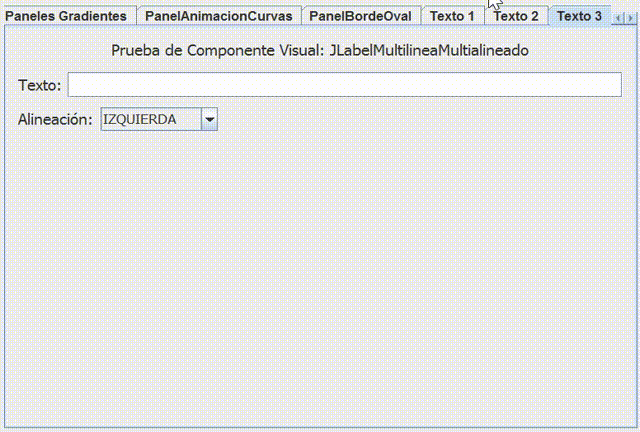 Paneles Gradientes PanelAnimacionCurvas PanelBordeOval Texto 1 Texto 2 Texto 3
Prueba de Componente Visual: JLabelMultilineaMultialineado
Texto:
Alineación: IZQUIERDA